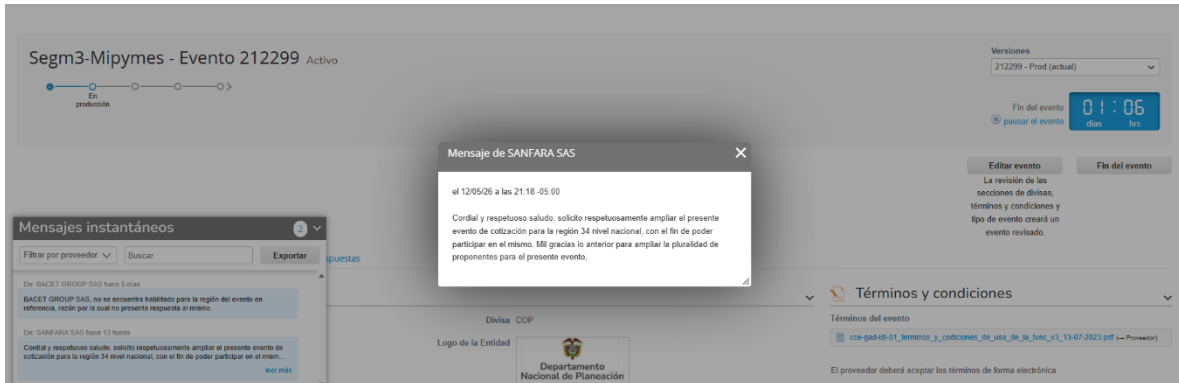 Segm3-Mipymes - Evento 212299 Activo
En
producción
Versiones
212299 - Prod (actual)
Fin del evento
pausar el evento
01 : 06
días hrs
Editar evento
Fin del evento
La revisión de las
secciones de divisas,
términos y condiciones y
tipo de evento creará un
evento revisado.
Mensaje de SANFARA SAS
el 12/05/26 a las 21:18 -05:00
Cordial y respetuoso saludo, solicito respetuosamente ampliar el presente
evento de cotización para la región 34 nivel nacional, con el fin de poder
participar en el mismo. Mil gracias lo anterior para ampliar la pluralidad de
proponentes para el presente evento,
Mensajes instantáneos 2
Filtrar por proveedor
Buscar
Exportar
De: BACET GROUP SAS hace 5 días
BACET GROUP SAS, no se encuentra habilitado para la región del evento en
referencia, razón por la cual no presenta respuesta al mismo.
De: SANFARA SAS hace 13 horas
Cordial y respetuoso saludo, solicito respetuosamente ampliar el presente evento de
cotización para la región 34 nivel nacional, con el fin de poder participar en el mism...
leer más
spuestas
Divisa COP
Logo de la Entidad
Departamento
Nacional de Planeación
Términos y condiciones
Términos del evento
cce-gad-idi-01_terminos_y_codiciones_de_uso_de_la_tvec_v3_13-07-2023.pdf (→ Proveedor)
El proveedor deberá aceptar los términos de forma electrónica